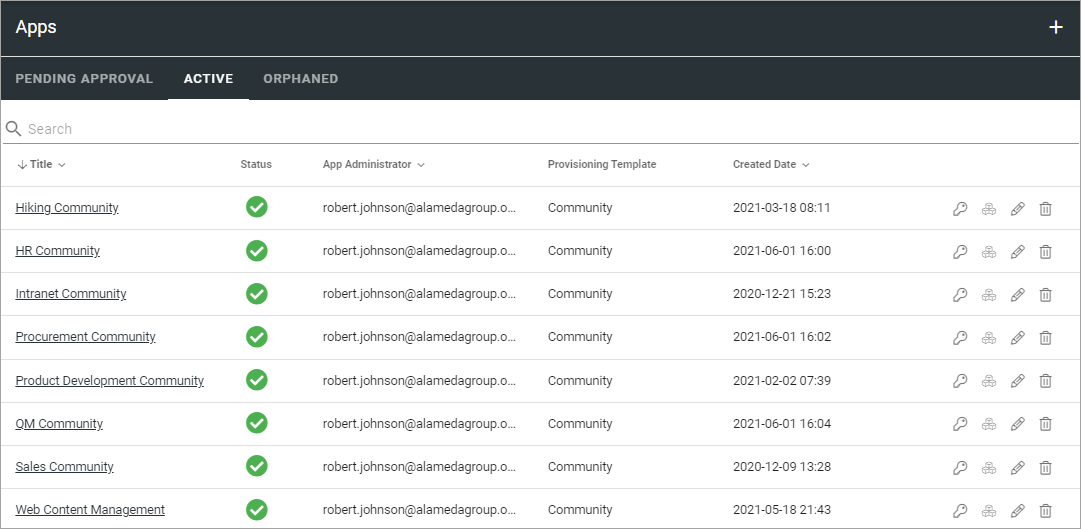 Apps
PENDING APPROVAL ACTIVE ORPHANED
Search
Title Status App Administrator Provisioning Template Created Date
Hiking Community robert.johnson@alamedagroup.o... Community 2021-03-18 08:11
HR Community robert.johnson@alamedagroup.o... Community 2021-06-01 16:00
Intranet Community robert.johnson@alamedagroup.o... Community 2020-12-21 15:23
Procurement Community robert.johnson@alamedagroup.o... Community 2021-06-01 16:02
Product Development Community robert.johnson@alamedagroup.o... Community 2021-02-02 07:39
QM Community robert.johnson@alamedagroup.o... Community 2021-06-01 16:04
Sales Community robert.johnson@alamedagroup.o... Community 2020-12-09 13:28
Web Content Management robert.johnson@alamedagroup.o... Community 2021-05-18 21:43